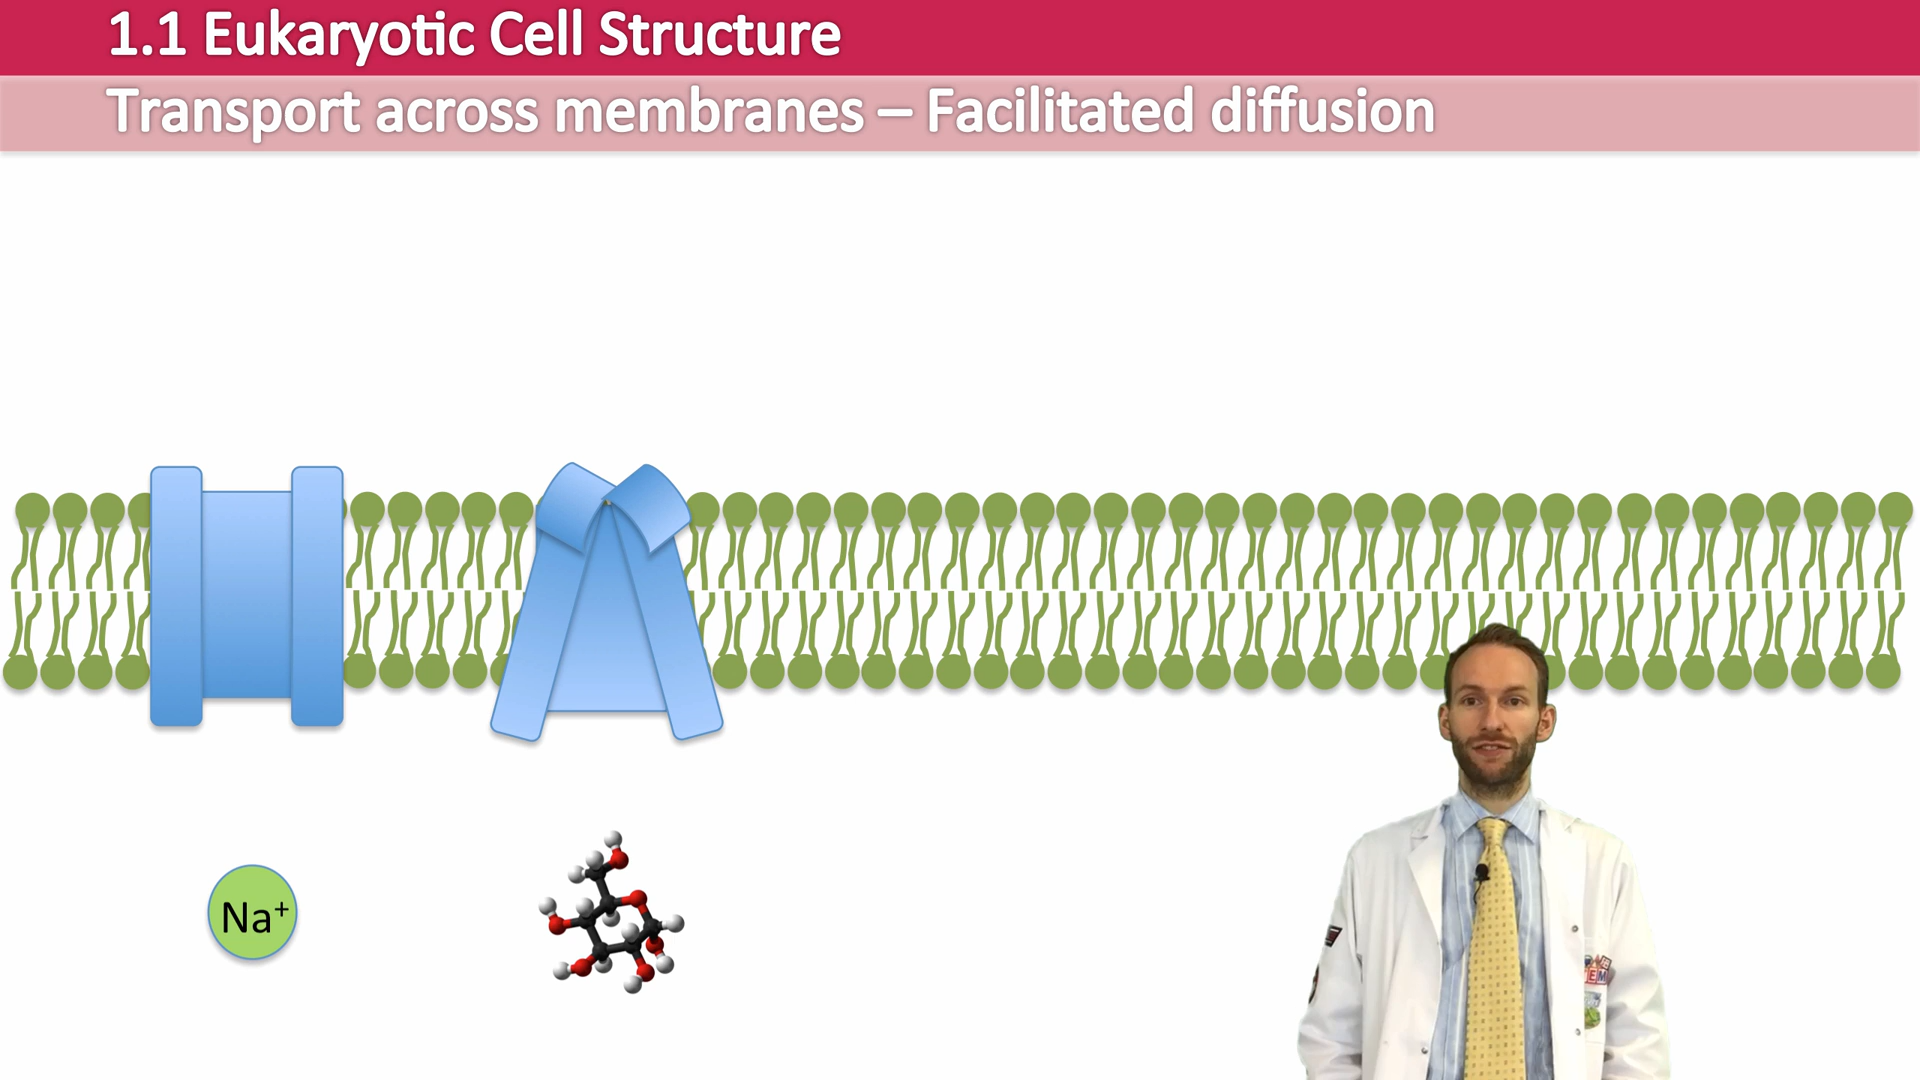 1.1 Eukaryotic Cell Structure
Transport across membranes – Facilitated diffusion
Na⁺